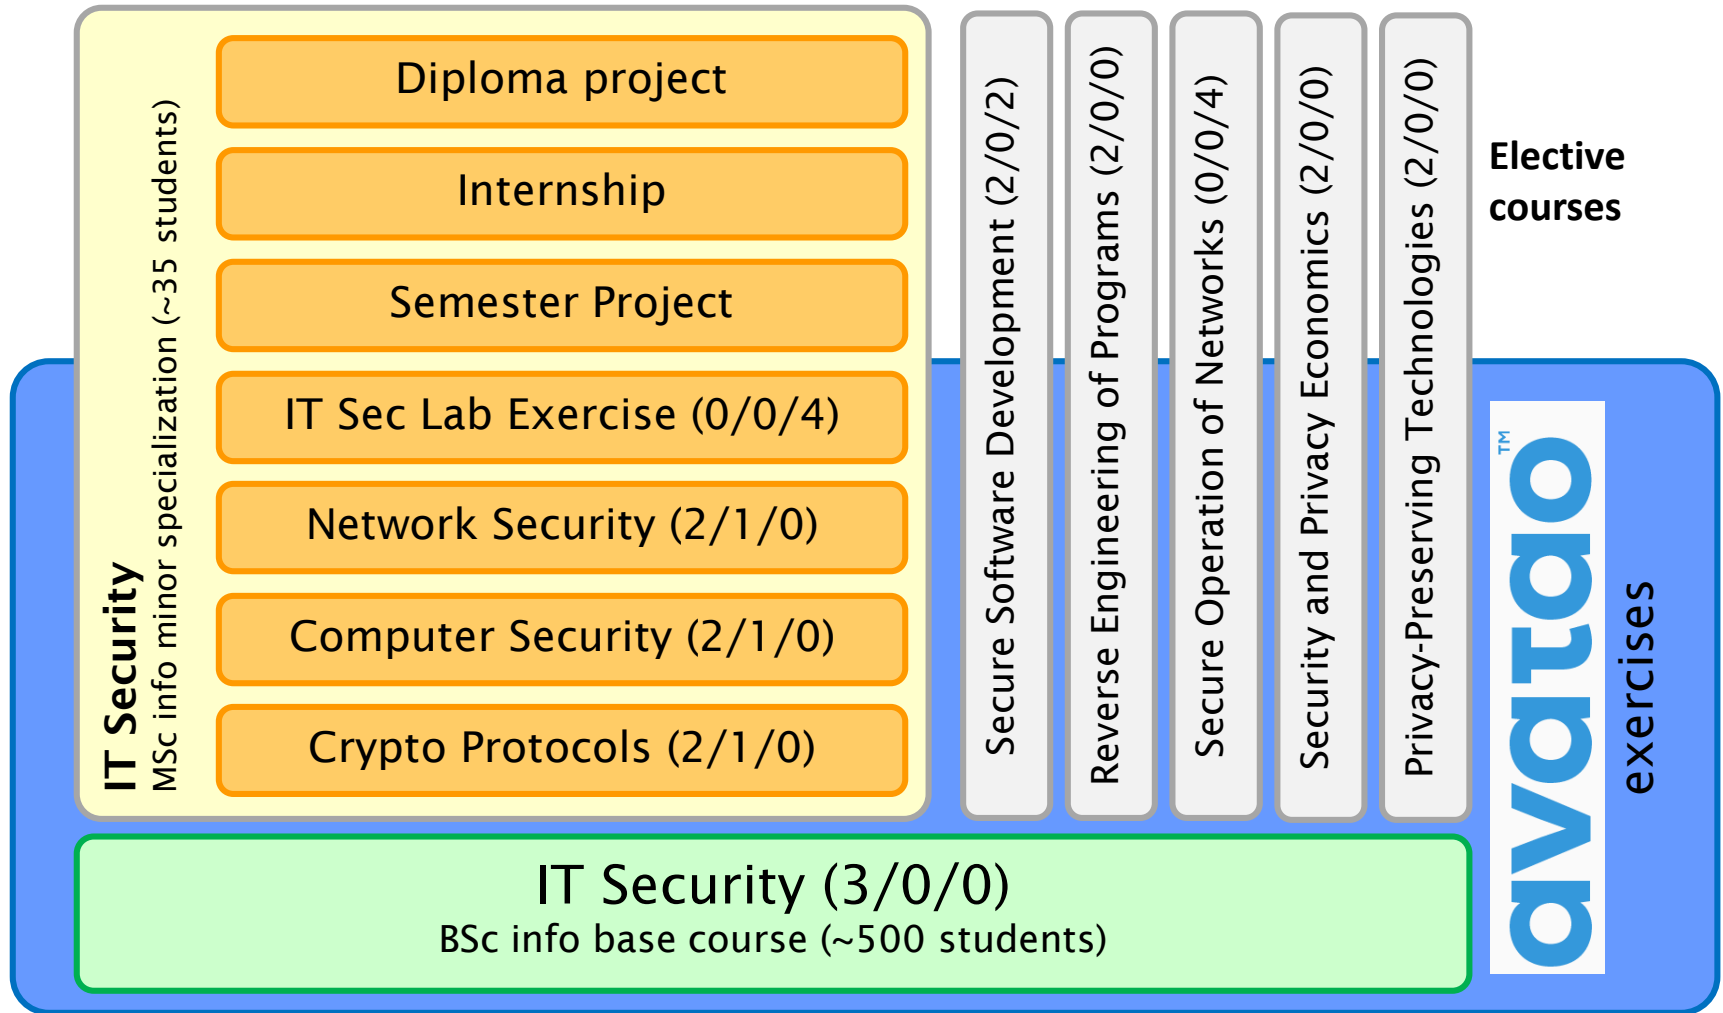 IT Security
MSc info minor specialization (~35 students)
Diploma project
Internship
Semester Project
IT Sec Lab Exercise (0/0/4)
Network Security (2/1/0)
Computer Security (2/1/0)
Crypto Protocols (2/1/0)
Secure Software Development (2/0/2)
Reverse Engineering of Programs (2/0/0)
Secure Operation of Networks (0/0/4)
Security and Privacy Economics (2/0/0)
Privacy-Preserving Technologies (2/0/0)
Elective
courses
avatao™
exercises
IT Security (3/0/0)
BSc info base course (~500 students)